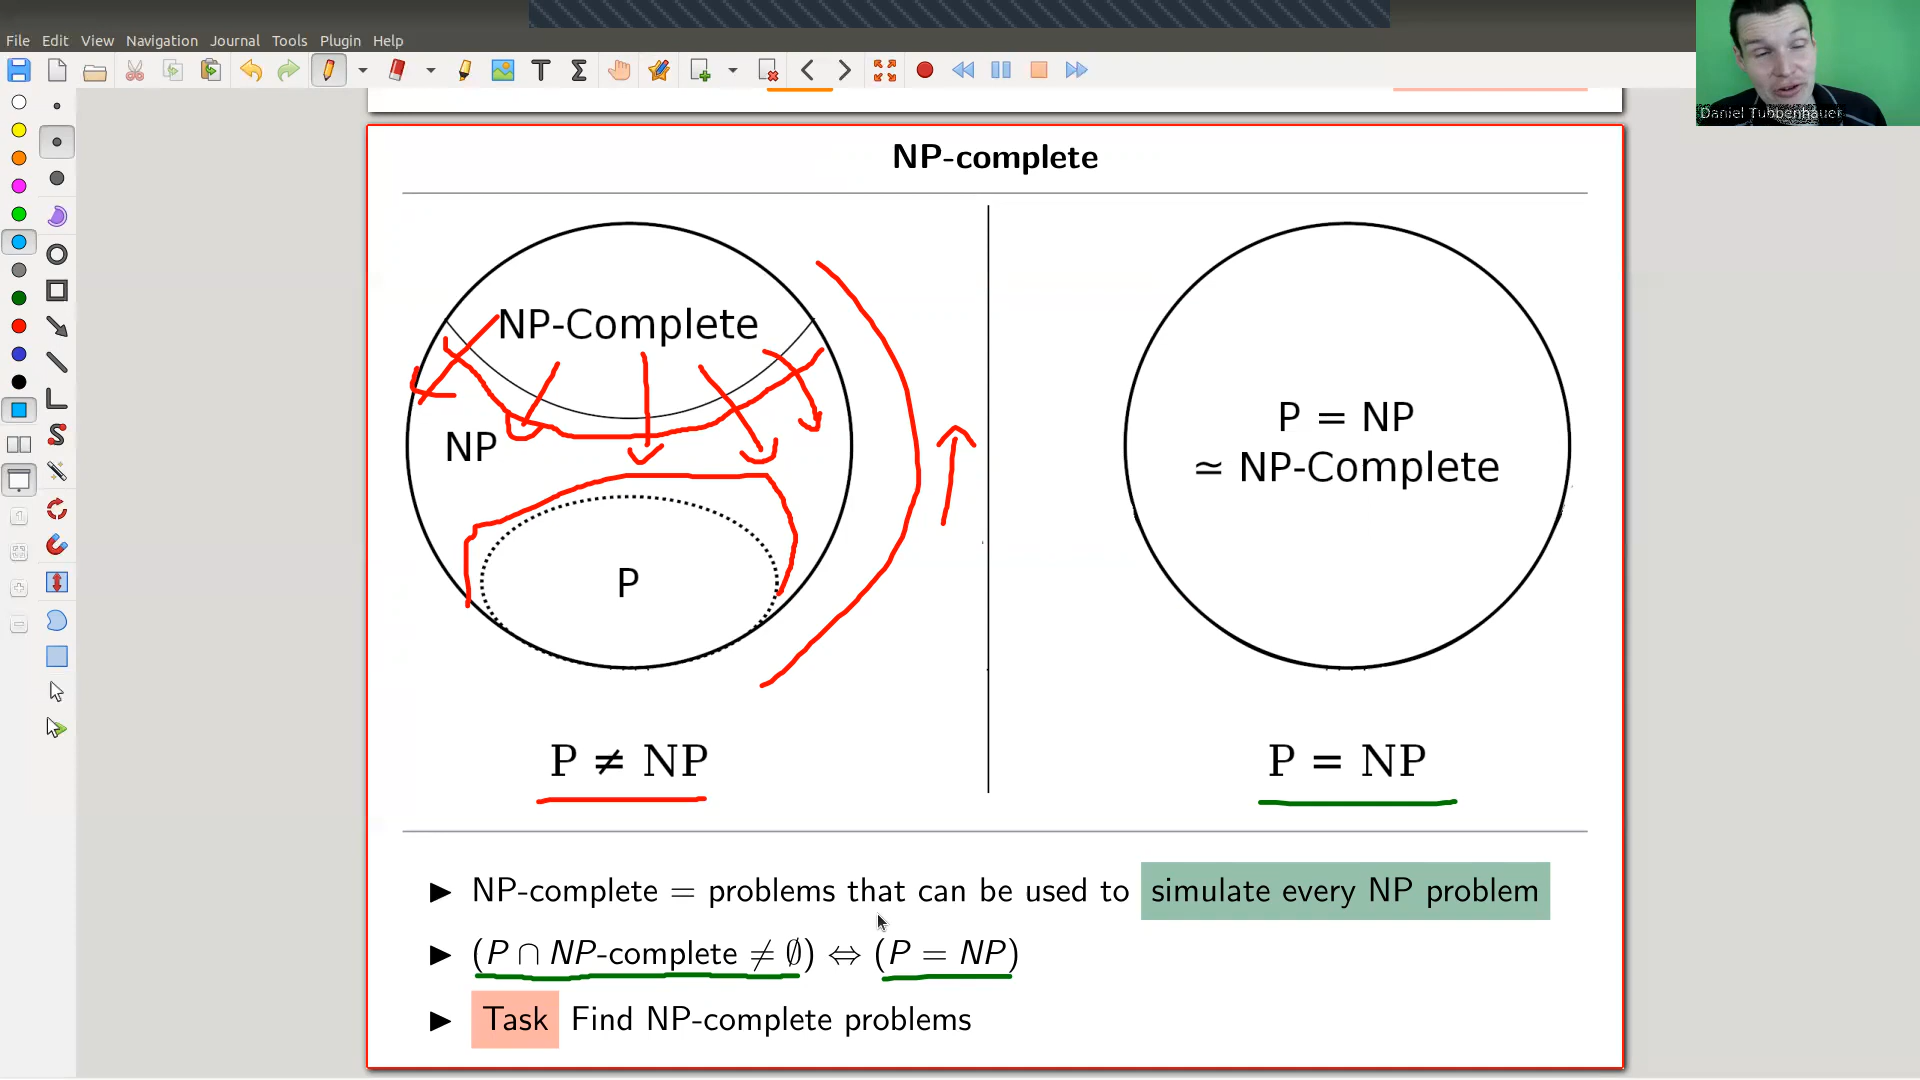 File Edit View Navigation Journal Tools Plugin Help
Daniel Tubbenhauer
NP-complete
NP-Complete
NP
P
P ≠ NP
P = NP
≃ NP-Complete
P = NP
▶ NP-complete = problems that can be used to simulate every NP problem
▶ (P ∩ NP-complete ≠ ∅) ⇔ (P = NP)
▶ Task Find NP-complete problems